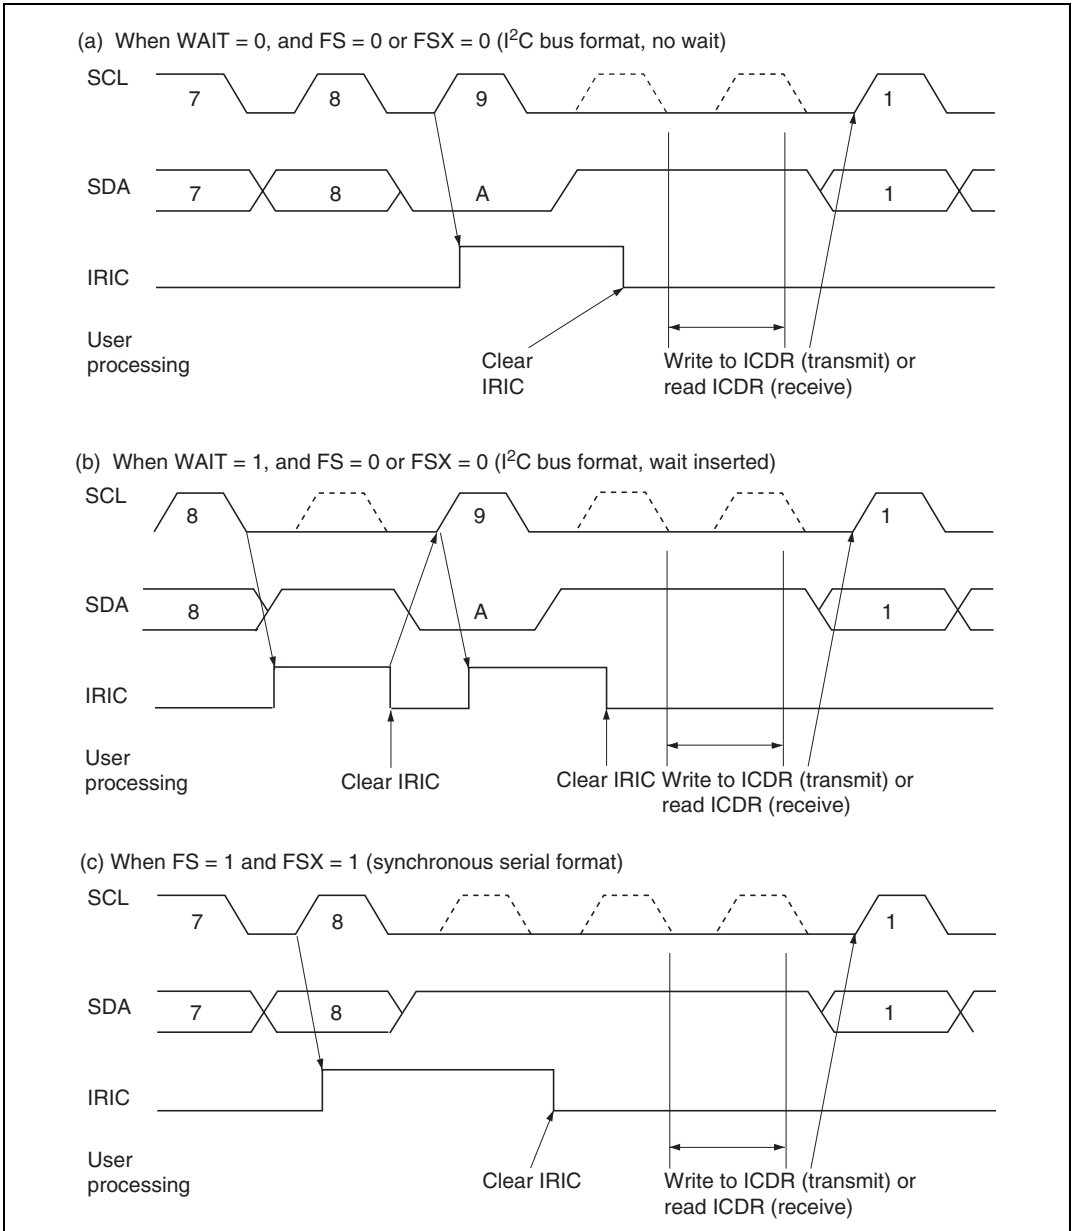 (a) When WAIT = 0, and FS = 0 or FSX = 0 (I²C bus format, no wait)
SCL
7
8
9
1
SDA
7
8
A
1
IRIC
User
processing
Clear
IRIC
Write to ICDR (transmit) or
read ICDR (receive)
(b) When WAIT = 1, and FS = 0 or FSX = 0 (I²C bus format, wait inserted)
SCL
8
9
1
SDA
8
A
1
IRIC
User
processing
Clear IRIC
Clear IRIC
Write to ICDR (transmit) or
read ICDR (receive)
(c) When FS = 1 and FSX = 1 (synchronous serial format)
SCL
7
8
1
SDA
7
8
1
IRIC
User
processing
Clear IRIC
Write to ICDR (transmit) or
read ICDR (receive)